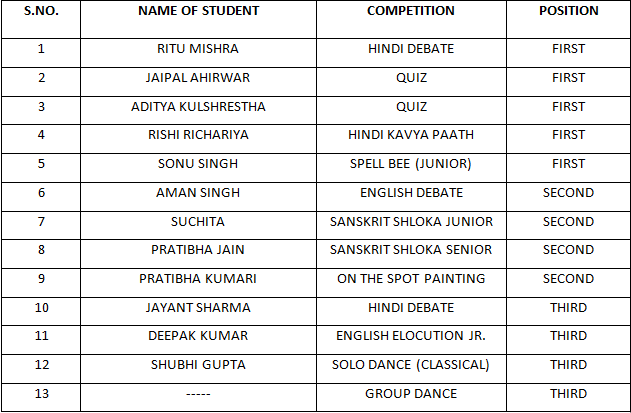 S.NO. NAME OF STUDENT COMPETITION POSITION
1 RITU MISHRA HINDI DEBATE FIRST
2 JAIPAL AHIRWAR QUIZ FIRST
3 ADITYA KULSHRESTHA QUIZ FIRST
4 RISHI RICHARIYA HINDI KAVYA PAATH FIRST
5 SONU SINGH SPELL BEE (JUNIOR) FIRST
6 AMAN SINGH ENGLISH DEBATE SECOND
7 SUCHITA SANSKRIT SHLOKA JUNIOR SECOND
8 PRATIBHA JAIN SANSKRIT SHLOKA SENIOR SECOND
9 PRATIBHA KUMARI ON THE SPOT PAINTING SECOND
10 JAYANT SHARMA HINDI DEBATE THIRD
11 DEEPAK KUMAR ENGLISH ELOCUTION JR. THIRD
12 SHUBHI GUPTA SOLO DANCE (CLASSICAL) THIRD
13 ----- GROUP DANCE THIRD